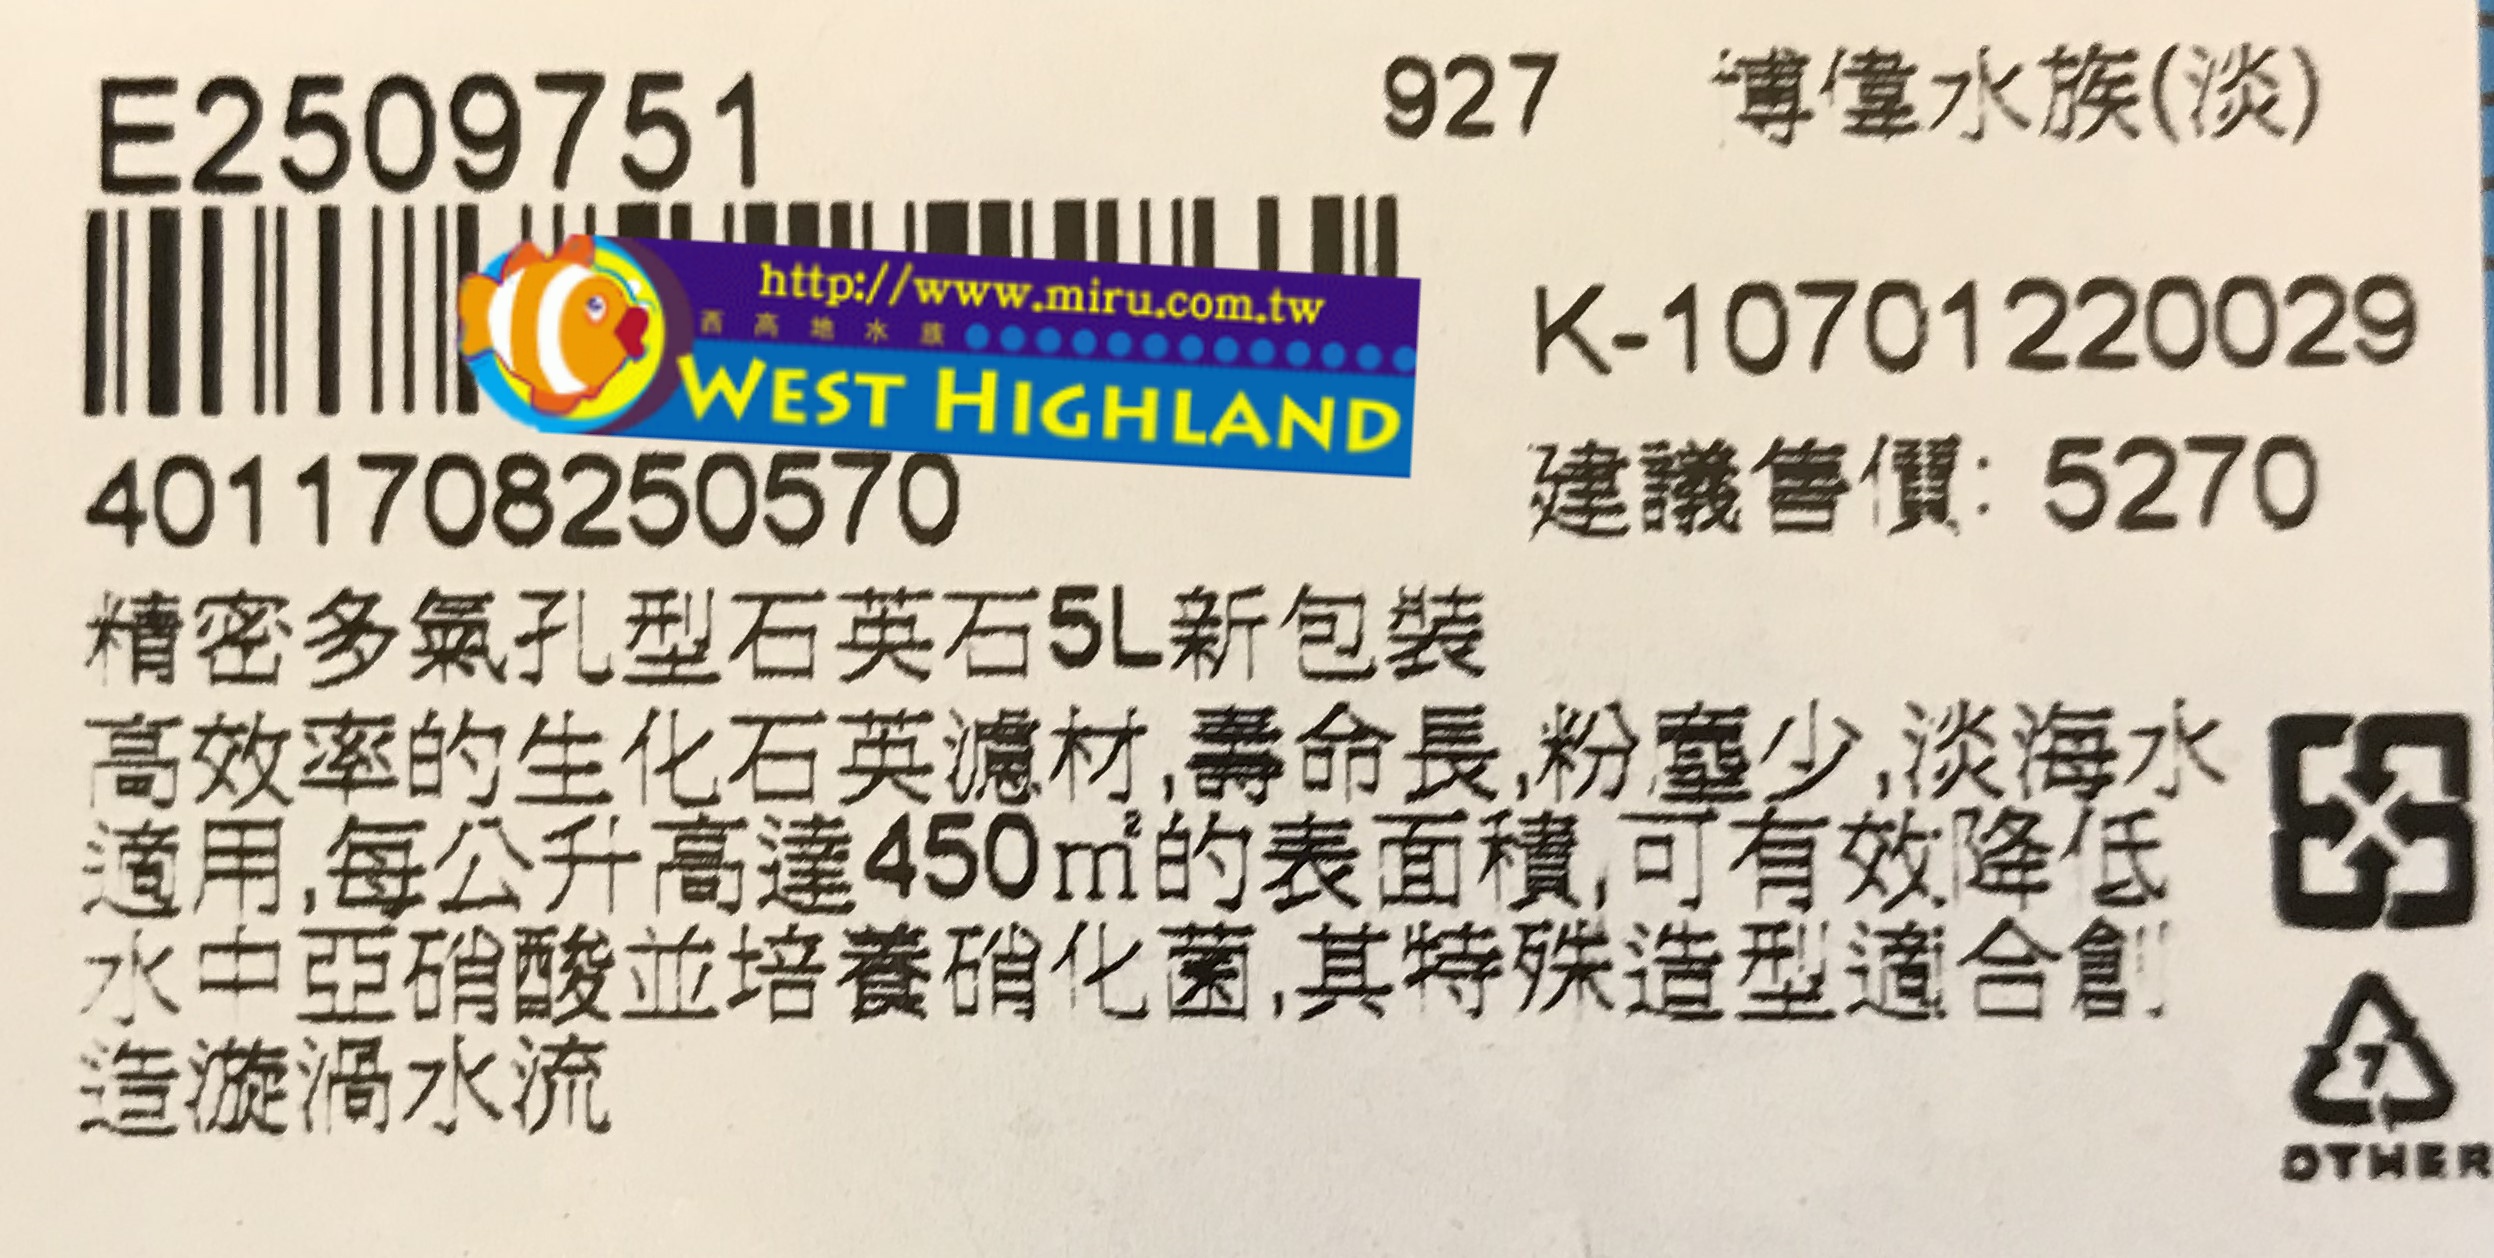 E2509751
927 博偉水族(淡)
http://www.miru.com.tw
西高地水族
WEST HIGHLAND
K-10701220029
4011708250570
建議售價: 5270
精密多氣孔型石英石5L新包裝
高效率的生化石英濾材,壽命長,粉塵少,淡海水
適用,每公升高達450㎡的表面積,可有效降低
水中亞硝酸並培養硝化菌,其特殊造型適合創
造漩渦水流
7
OTHER